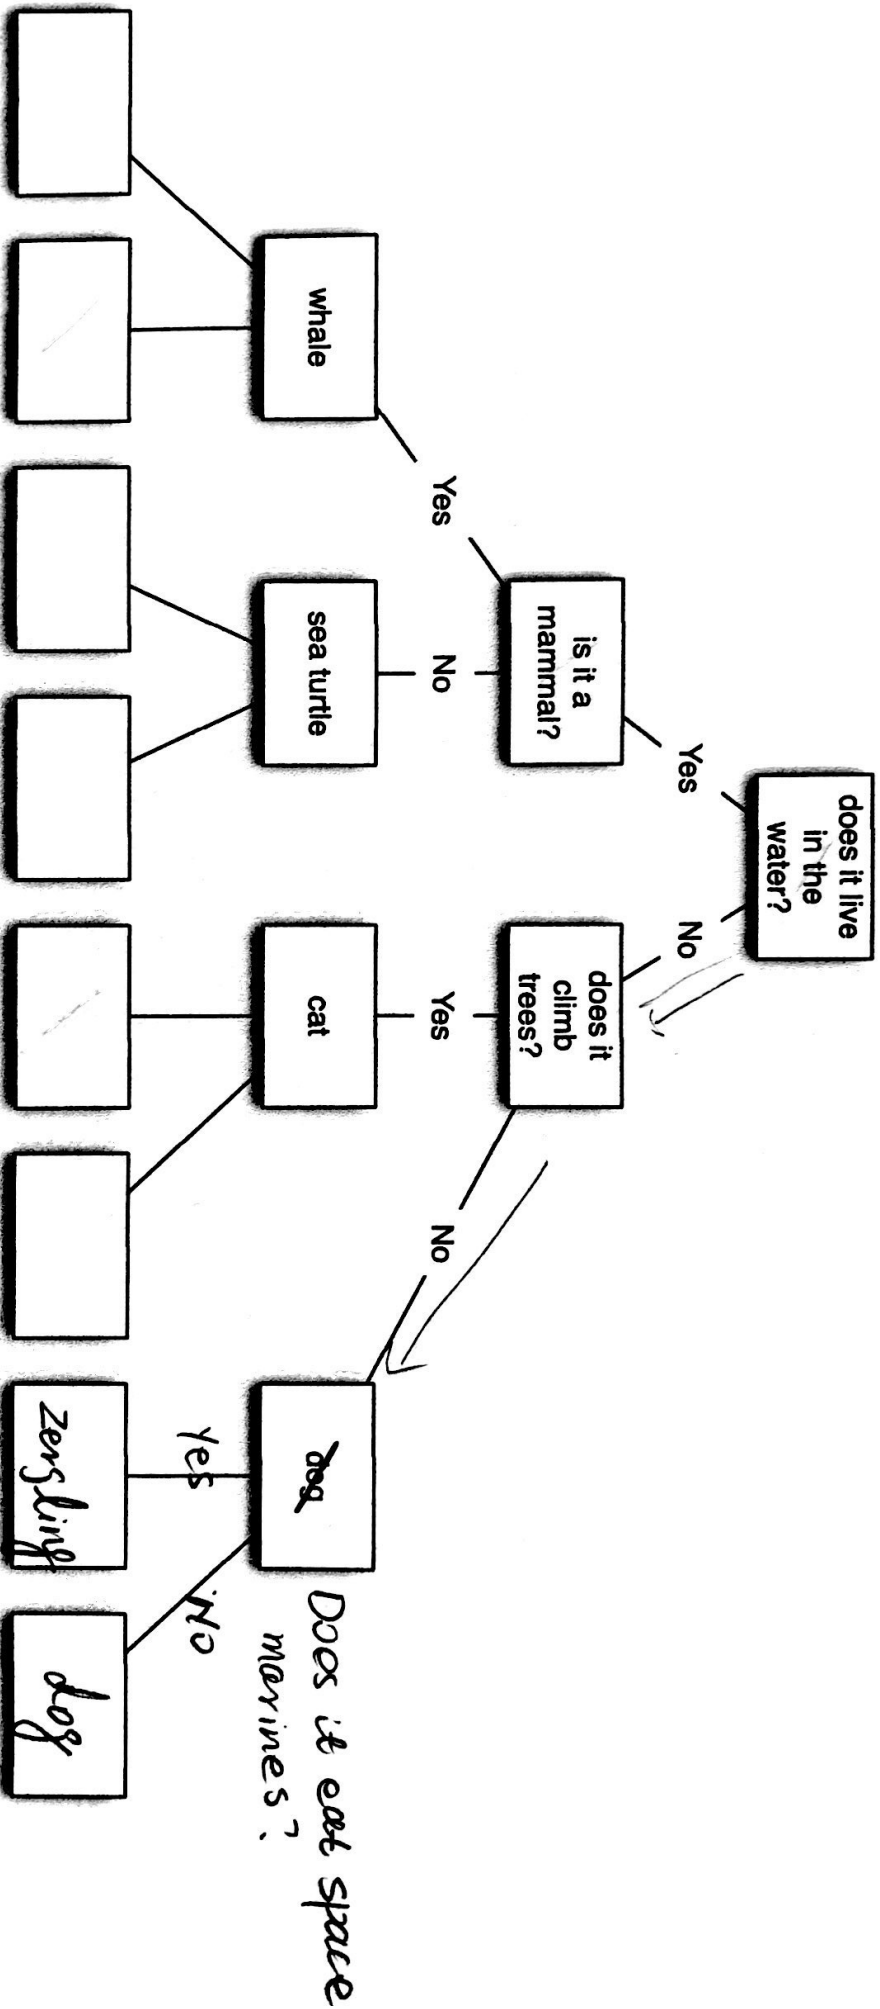 does it live
in the
water?
Yes
No
is it a
mammal?
does it
climb
trees?
Yes
No
Yes
No
whale
sea turtle
cat
dog
Does it eat space
marines?
Yes
No
Zergling
dog